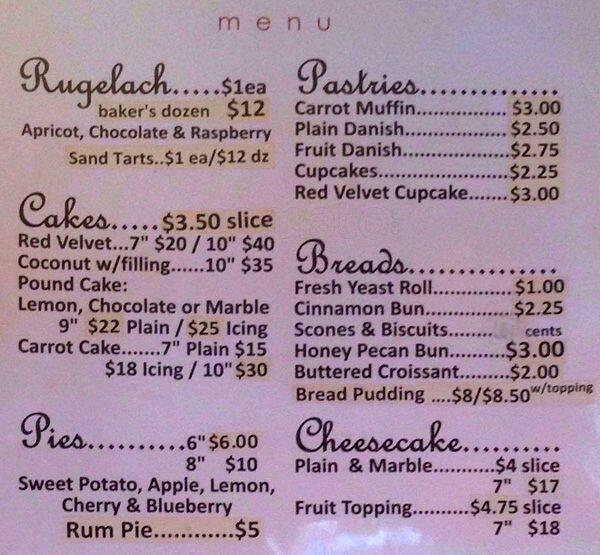 menu
Rugelach.....$1ea
baker's dozen $12
Apricot, Chocolate & Raspberry
Sand Tarts..$1 ea/$12 dz
Cakes.....$3.50 slice
Red Velvet...7" $20 / 10" $40
Coconut w/filling......10" $35
Pound Cake:
Lemon, Chocolate or Marble
9" $22 Plain / $25 Icing
Carrot Cake.......7" Plain $15
$18 Icing / 10" $30
Pies..........6" $6.00
8" $10
Sweet Potato, Apple, Lemon,
Cherry & Blueberry
Rum Pie............$5
Pastries..............
Carrot Muffin................. $3.00
Plain Danish.....................$2.50
Fruit Danish.....................$2.75
Cupcakes.........................$2.25
Red Velvet Cupcake.......$3.00
Breads...............
Fresh Yeast Roll...............$1.00
Cinnamon Bun................$2.25
Scones & Biscuits........ cents
Honey Pecan Bun..........$3.00
Buttered Croissant.........$2.00
Bread Pudding ....$8/$8.50 w/topping
Cheesecake..........
Plain & Marble...........$4 slice
7" $17
Fruit Topping..........$4.75 slice
7" $18